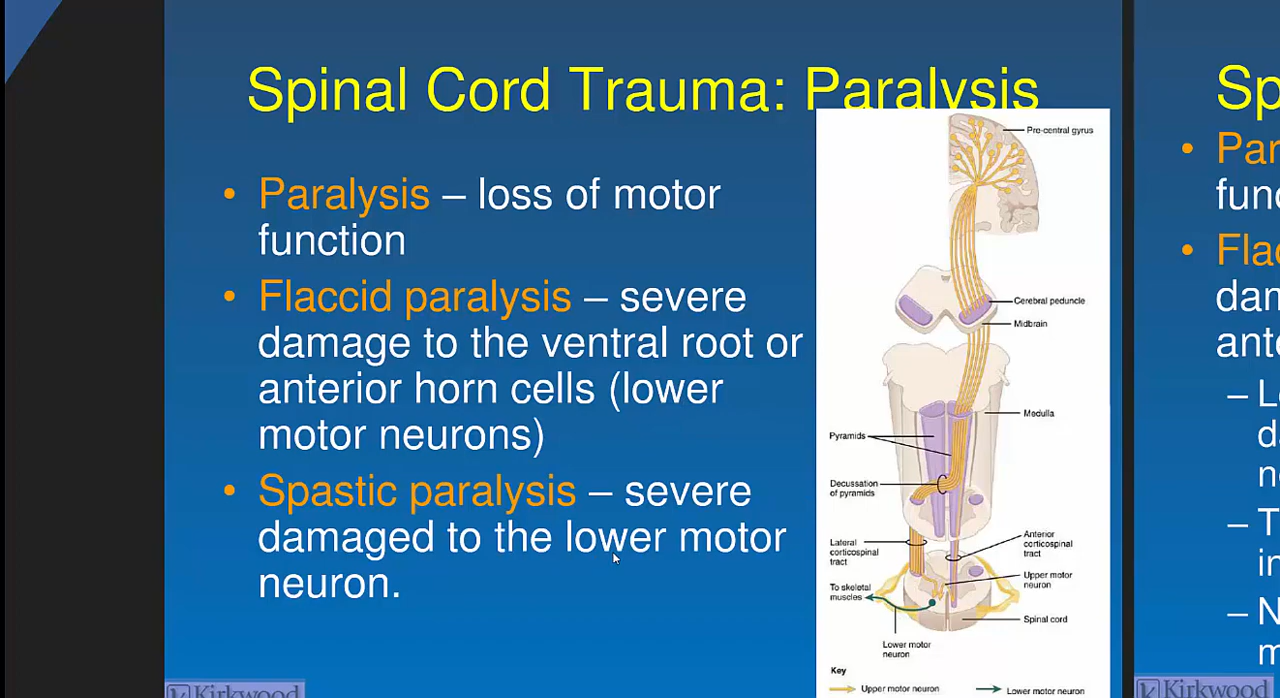 Spinal Cord Trauma: Paralysis
• Paralysis – loss of motor
function
• Flaccid paralysis – severe
damage to the ventral root or
anterior horn cells (lower
motor neurons)
• Spastic paralysis – severe
damaged to the lower motor
neuron.
Pre-central gyrus
Cerebral peduncle
Midbrain
Medulla
Pyramids
Decussation
of pyramids
Lateral
corticospinal
tract
Anterior
corticospinal
tract
To skeletal
muscles
Upper motor
neuron
Spinal cord
Lower motor
neuron
Key
Upper motor neuron
Lower motor neuron
Kirkwood
Sp
• Par
func
• Flac
dam
ante
– L
d
n
– T
in
– N
m
Kirkwood